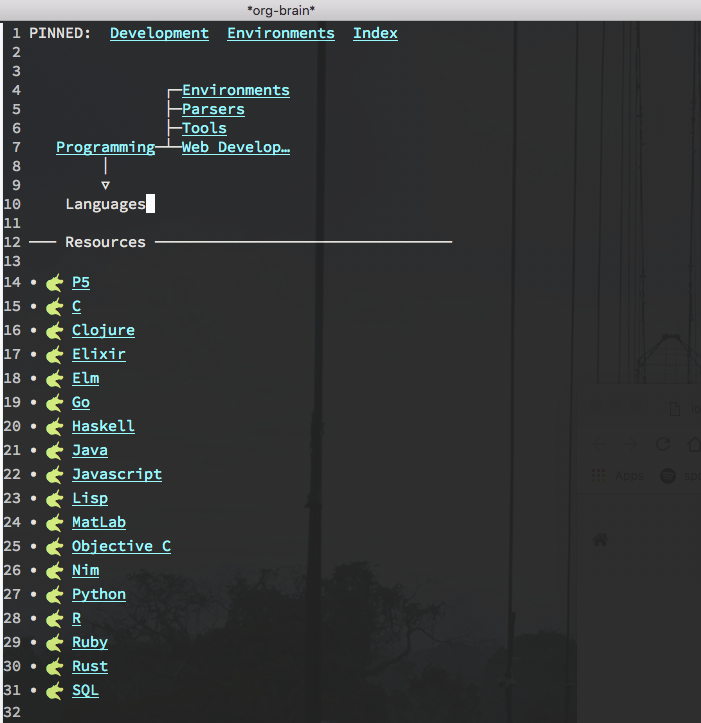 *org-brain*
1 PINNED: Development Environments Index
2
3
4 Environments
5 Parsers
6 Tools
7 Programming Web Develop…
8
9
10 Languages
11
12 Resources
13
14 • P5
15 • C
16 • Clojure
17 • Elixir
18 • Elm
19 • Go
20 • Haskell
21 • Java
22 • Javascript
23 • Lisp
24 • MatLab
25 • Objective C
26 • Nim
27 • Python
28 • R
29 • Ruby
30 • Rust
31 • SQL
32
Apps